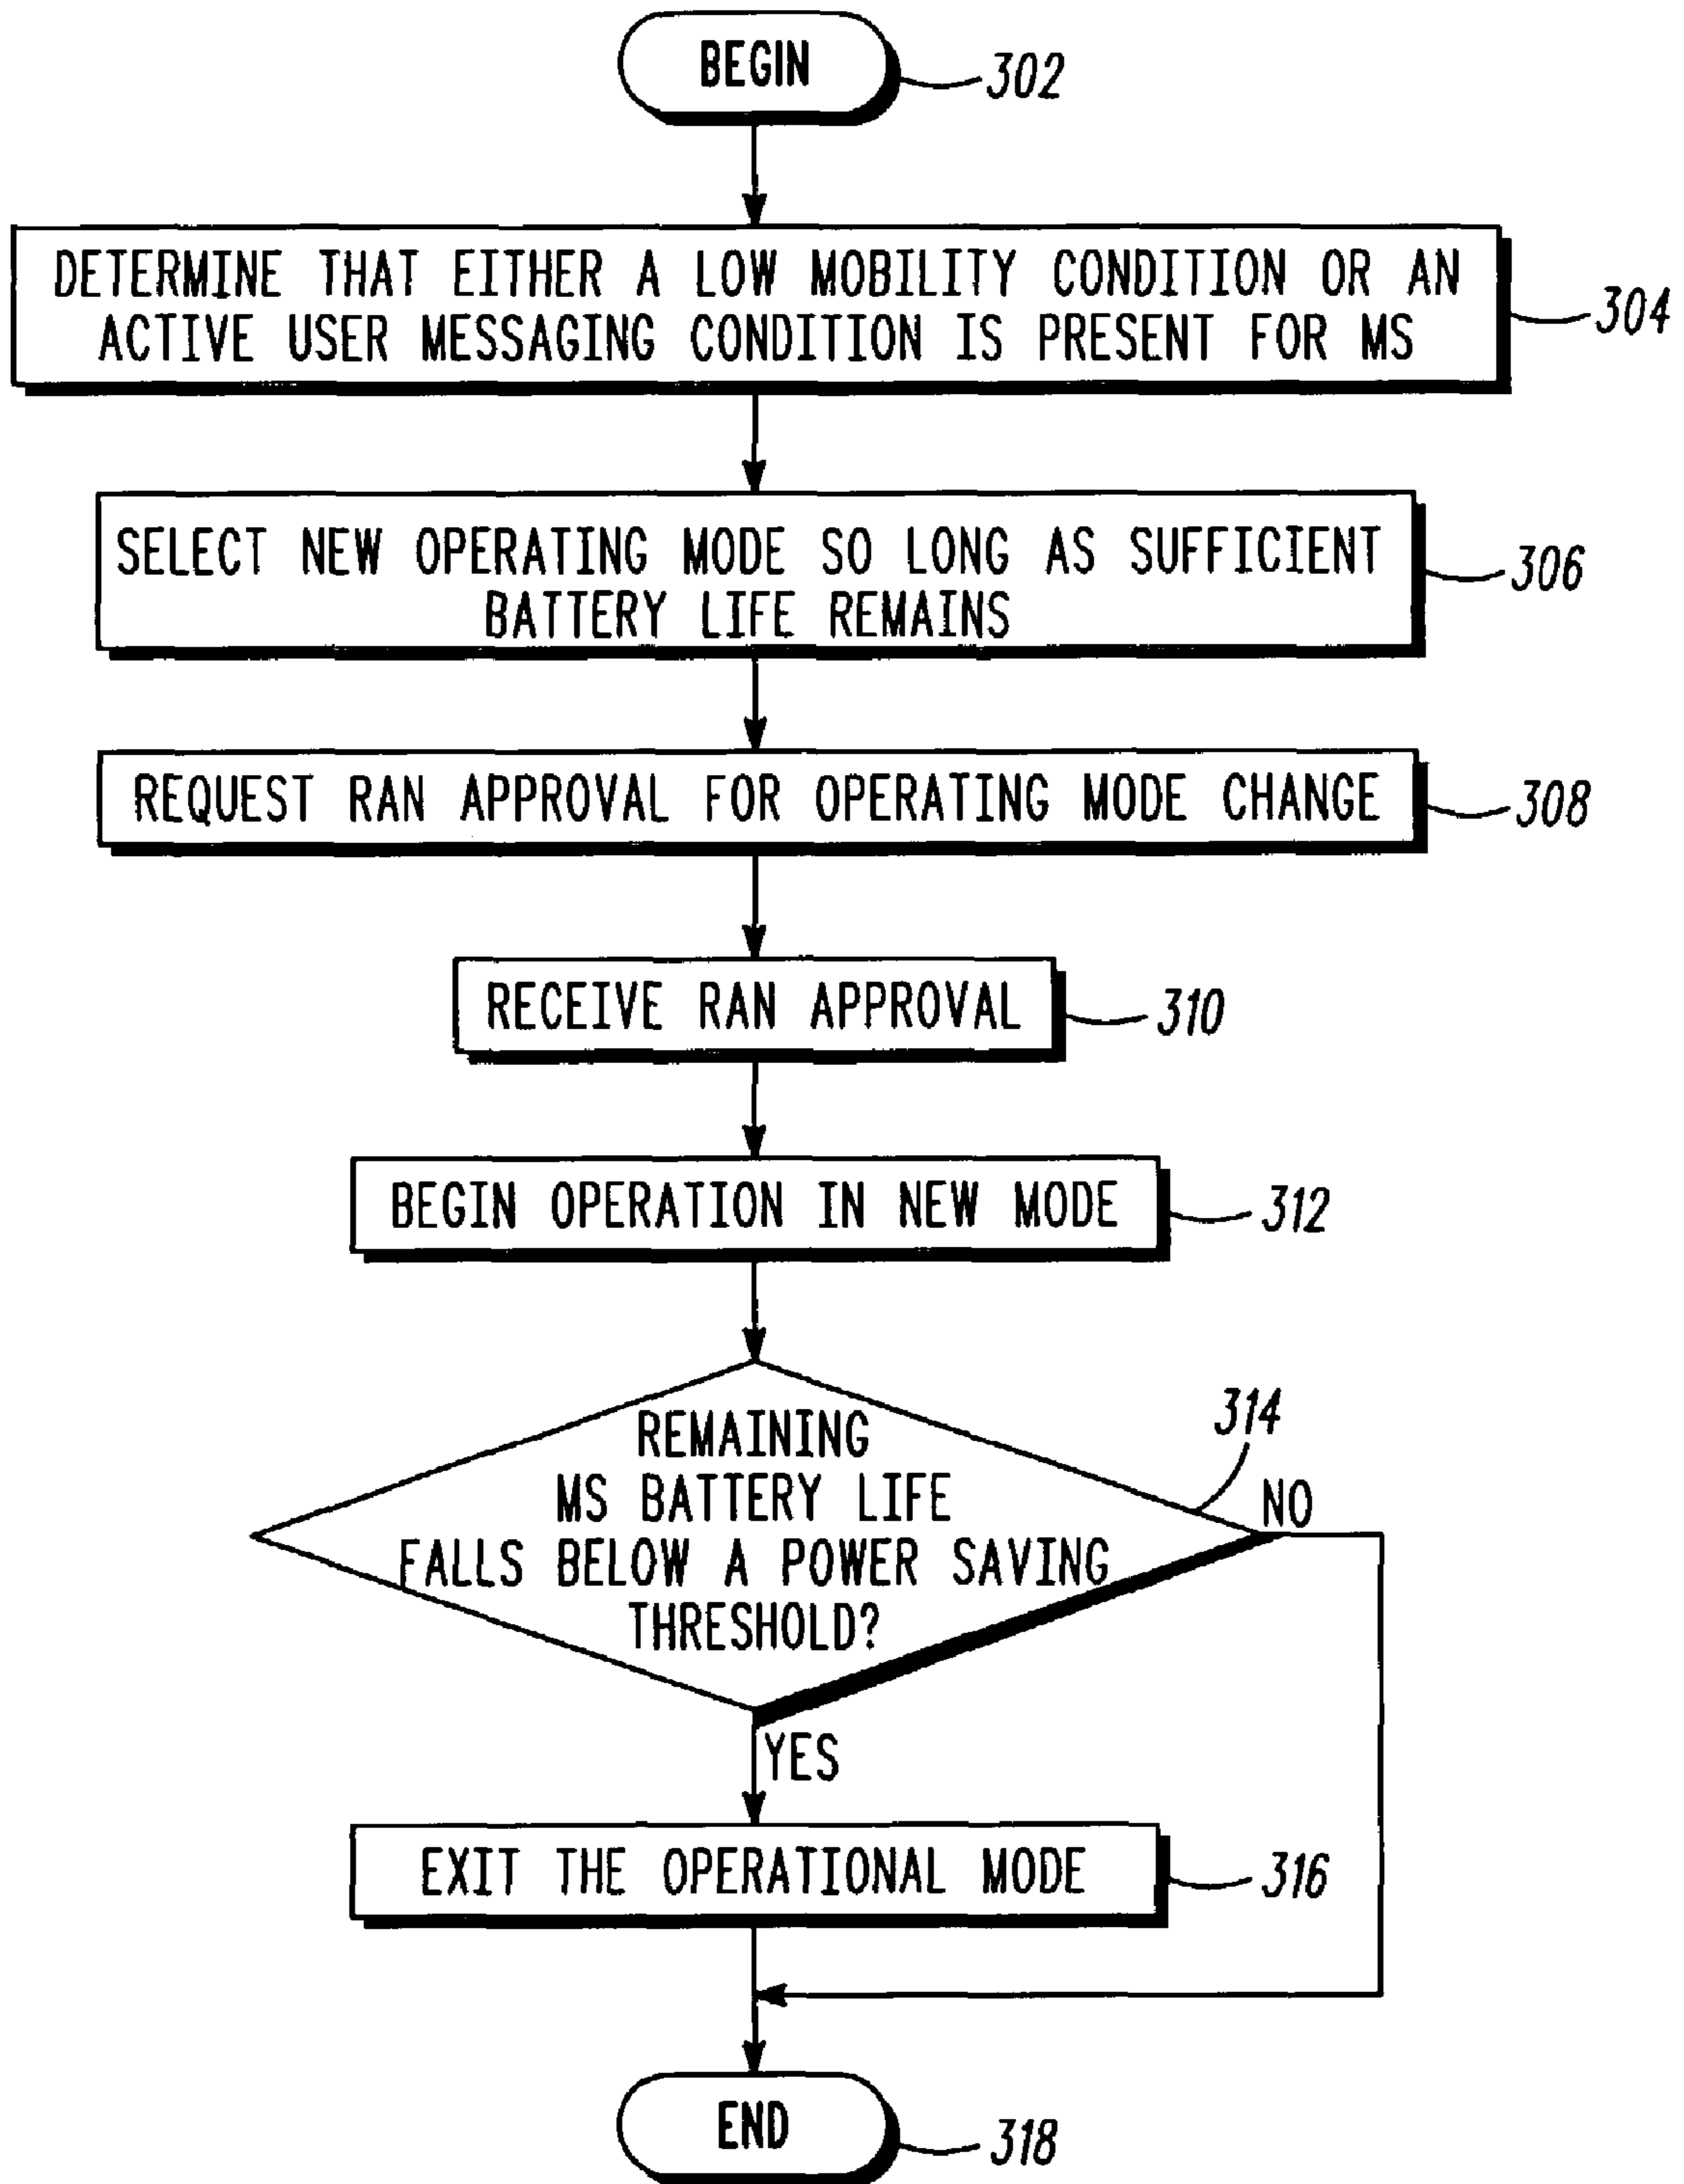 BEGIN
302
DETERMINE THAT EITHER A LOW MOBILITY CONDITION OR AN
ACTIVE USER MESSAGING CONDITION IS PRESENT FOR MS
304
SELECT NEW OPERATING MODE SO LONG AS SUFFICIENT
BATTERY LIFE REMAINS
306
REQUEST RAN APPROVAL FOR OPERATING MODE CHANGE
308
RECEIVE RAN APPROVAL
310
BEGIN OPERATION IN NEW MODE
312
REMAINING
MS BATTERY LIFE
FALLS BELOW A POWER SAVING
THRESHOLD?
314
NO
YES
EXIT THE OPERATIONAL MODE
316
END
318